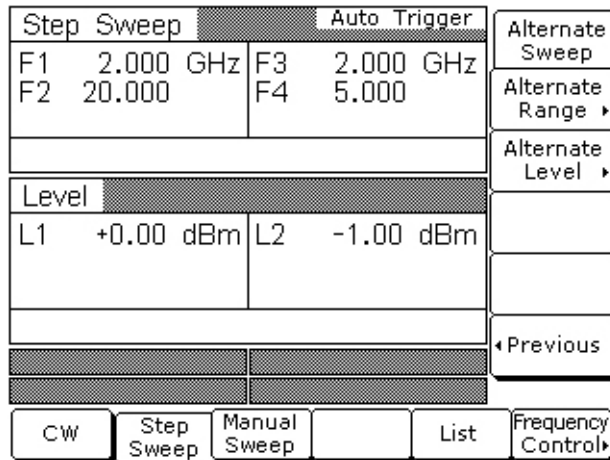 Step Sweep Auto Trigger
F1 2.000 GHz F3 2.000 GHz
F2 20.000 F4 5.000
Level
L1 +0.00 dBm L2 -1.00 dBm
Alternate
Sweep
Alternate
Range
Alternate
Level
Previous
CW
Step
Sweep
Manual
Sweep
List
Frequency
Control